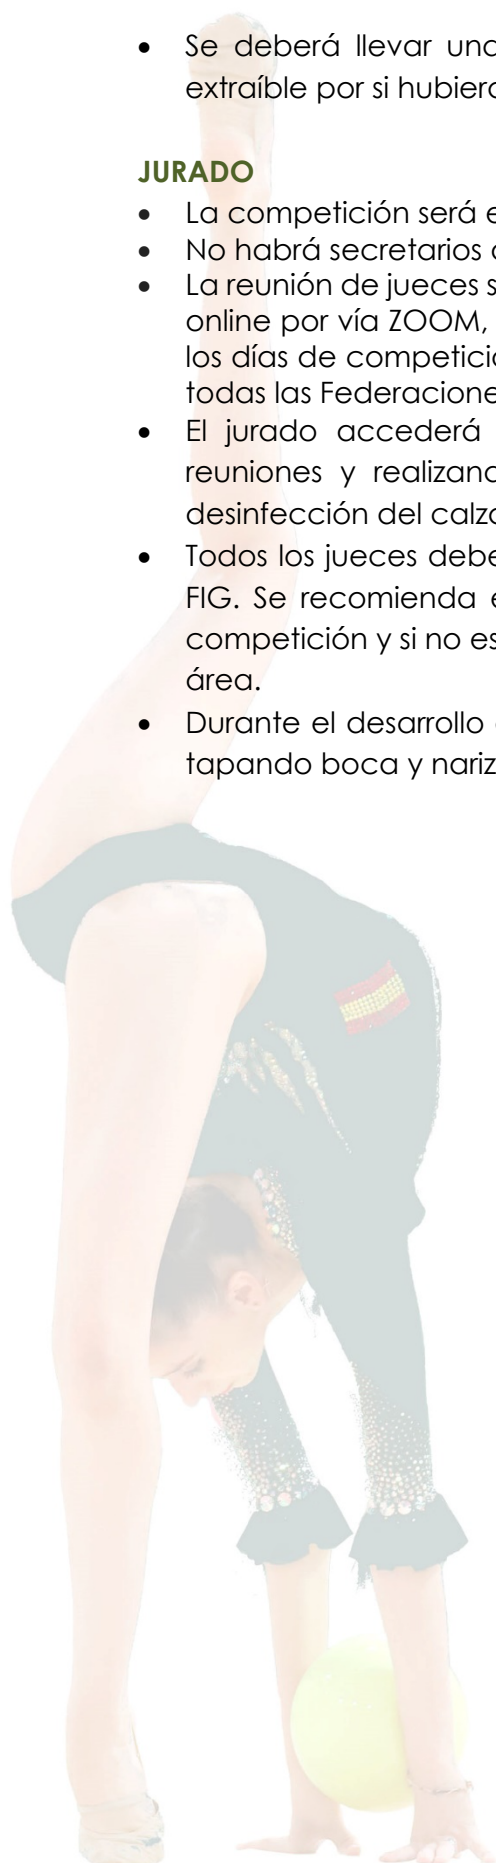 • Se deberá llevar una
extraíble por si hubiera
JURADO
• La competición será e
• No habrá secretarios
• La reunión de jueces s
online por vía ZOOM,
los días de competició
todas las Federacione
• El jurado accederá
reuniones y realizand
desinfección del calza
• Todos los jueces debe
FIG. Se recomienda e
competición y si no es
área.
• Durante el desarrollo
tapando boca y nariz